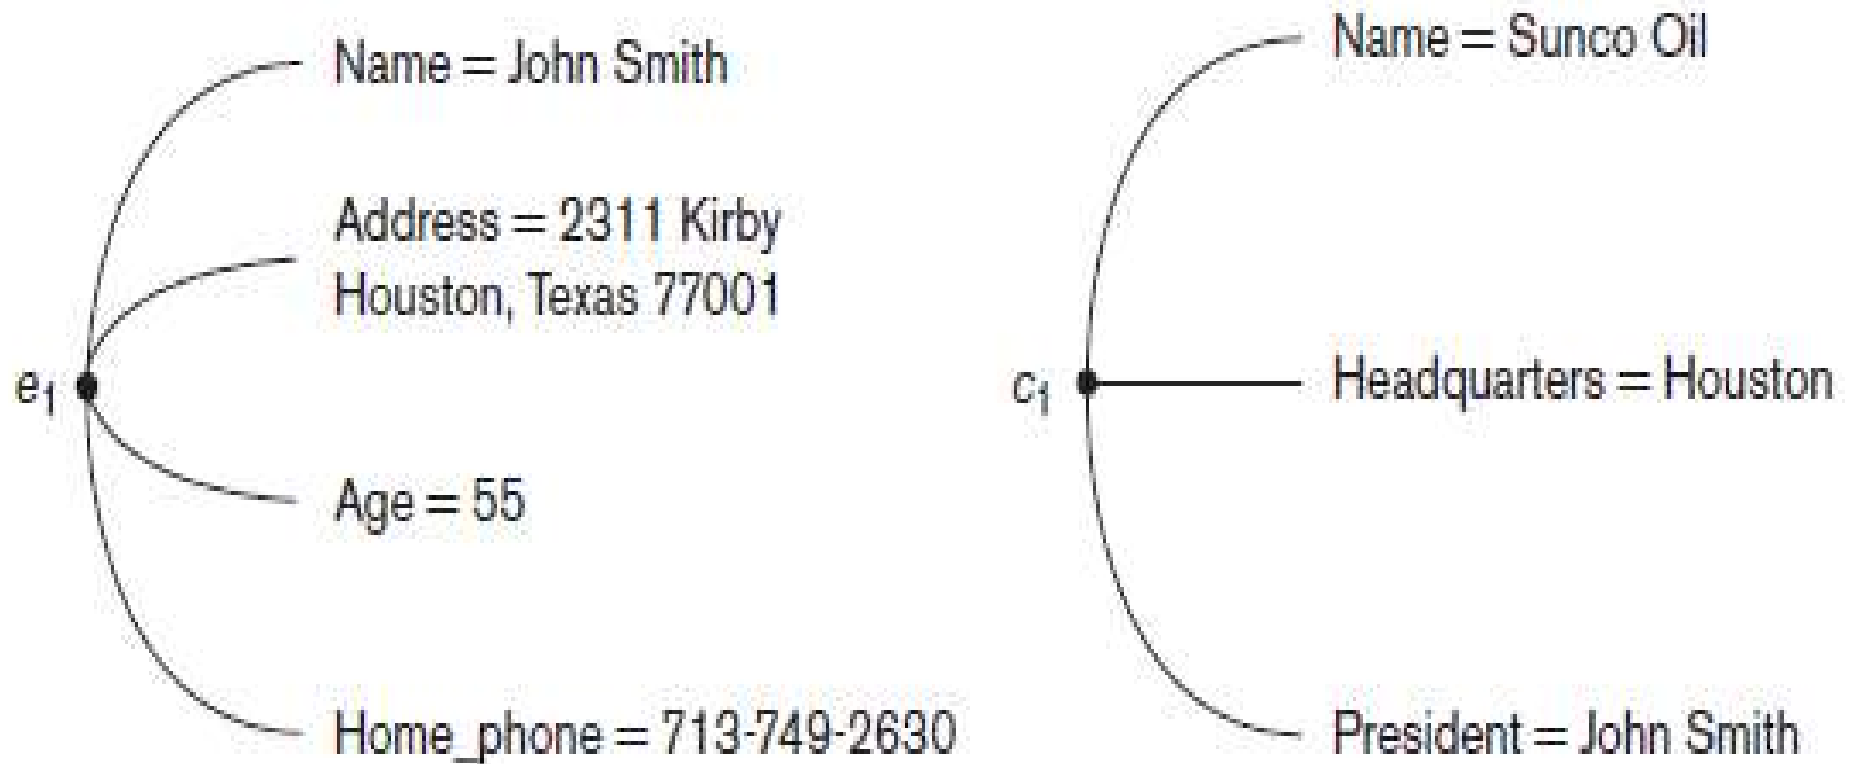 Name = John Smith
Address = 2311 Kirby
Houston, Texas 77001
e1
Age = 55
Home_phone = 713-749-2630
Name = Sunco Oil
c1
Headquarters = Houston
President = John Smith